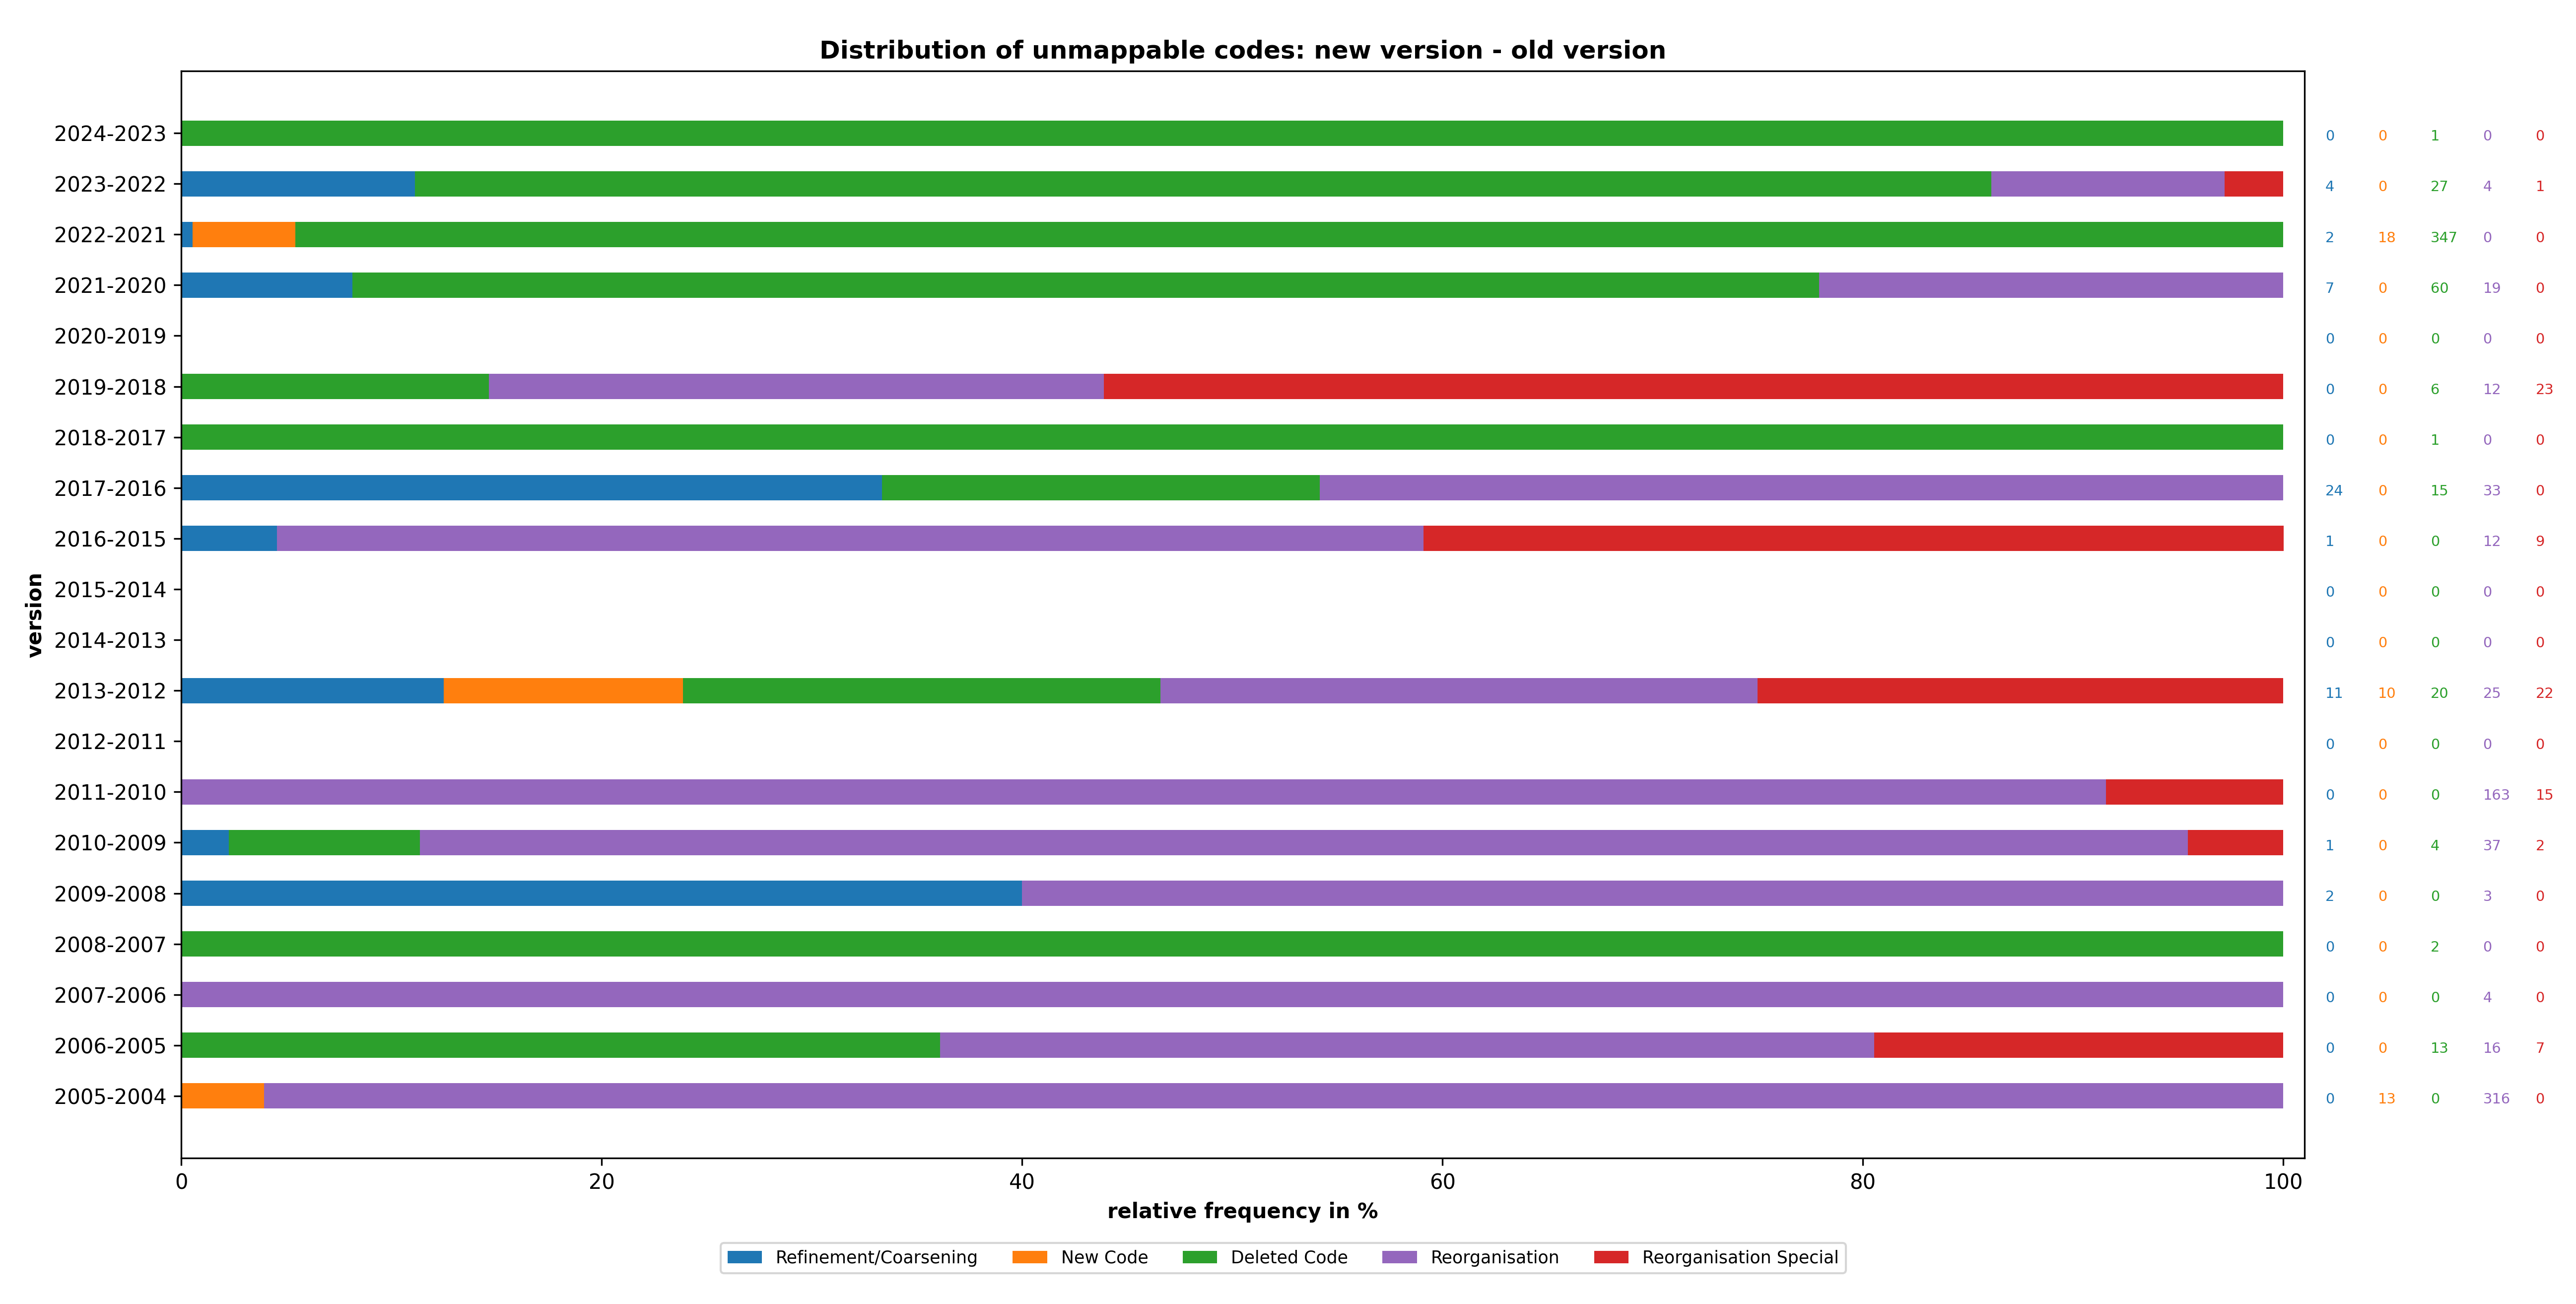 Distribution of unmappable codes: new version - old version
version
2024-2023 0 0 1 0 0
2023-2022 4 0 27 4 1
2022-2021 2 18 347 0 0
2021-2020 7 0 60 19 0
2020-2019 0 0 0 0 0
2019-2018 0 0 6 12 23
2018-2017 0 0 1 0 0
2017-2016 24 0 15 33 0
2016-2015 1 0 0 12 9
2015-2014 0 0 0 0 0
2014-2013 0 0 0 0 0
2013-2012 11 10 20 25 22
2012-2011 0 0 0 0 0
2011-2010 0 0 0 163 15
2010-2009 1 0 4 37 2
2009-2008 2 0 0 3 0
2008-2007 0 0 2 0 0
2007-2006 0 0 0 4 0
2006-2005 0 0 13 16 7
2005-2004 0 13 0 316 0
0 20 40 60 80 100
relative frequency in %
Refinement/Coarsening New Code Deleted Code Reorganisation Reorganisation Special